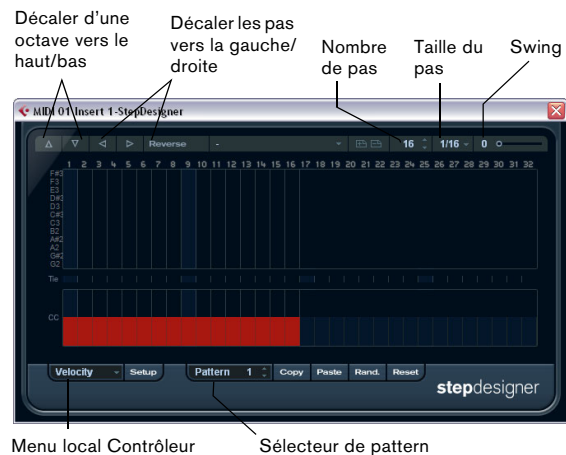 Décaler d'une
octave vers le
haut/bas
Décaler les pas
vers la gauche/
droite
Nombre
de pas
Taille du
pas
Swing
MIDI 01-Insert 1-StepDesigner
Reverse - 16 1/16 0
1 2 3 4 5 6 7 8 9 10 11 12 13 14 15 16 17 18 19 20 21 22 23 24 25 26 27 28 29 30 31 32
F#3
F3
E3
D#3
D3
C#3
C3
B2
A#2
A2
G#2
G2
Tie
CC
Velocity Setup Pattern 1 Copy Paste Rand. Reset
stepdesigner
Menu local Contrôleur
Sélecteur de pattern